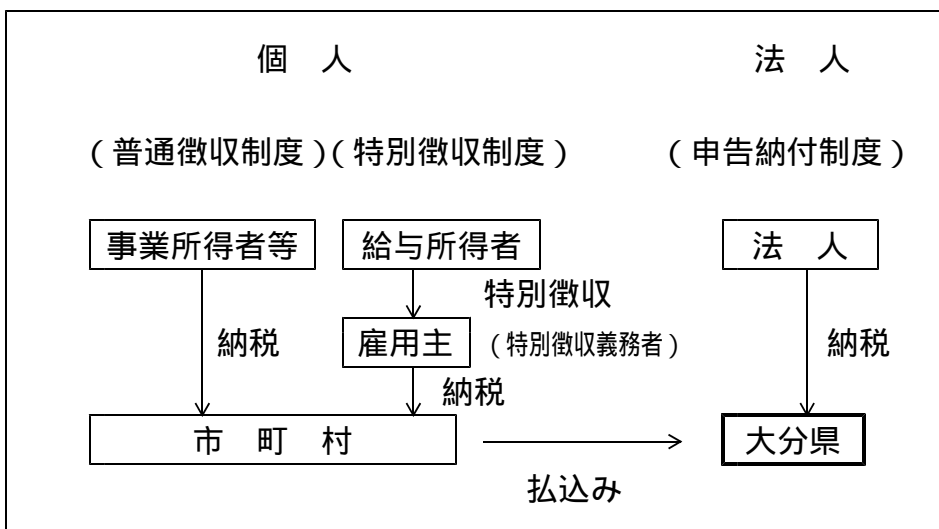 個　人　法　人
(普通徴収制度)(特別徴収制度)　(申告納付制度)
事業所得者等　給与所得者　法　人
特別徴収
納税　雇用主　(特別徴収義務者)　納税
納税
市　町　村　大分県
払込み